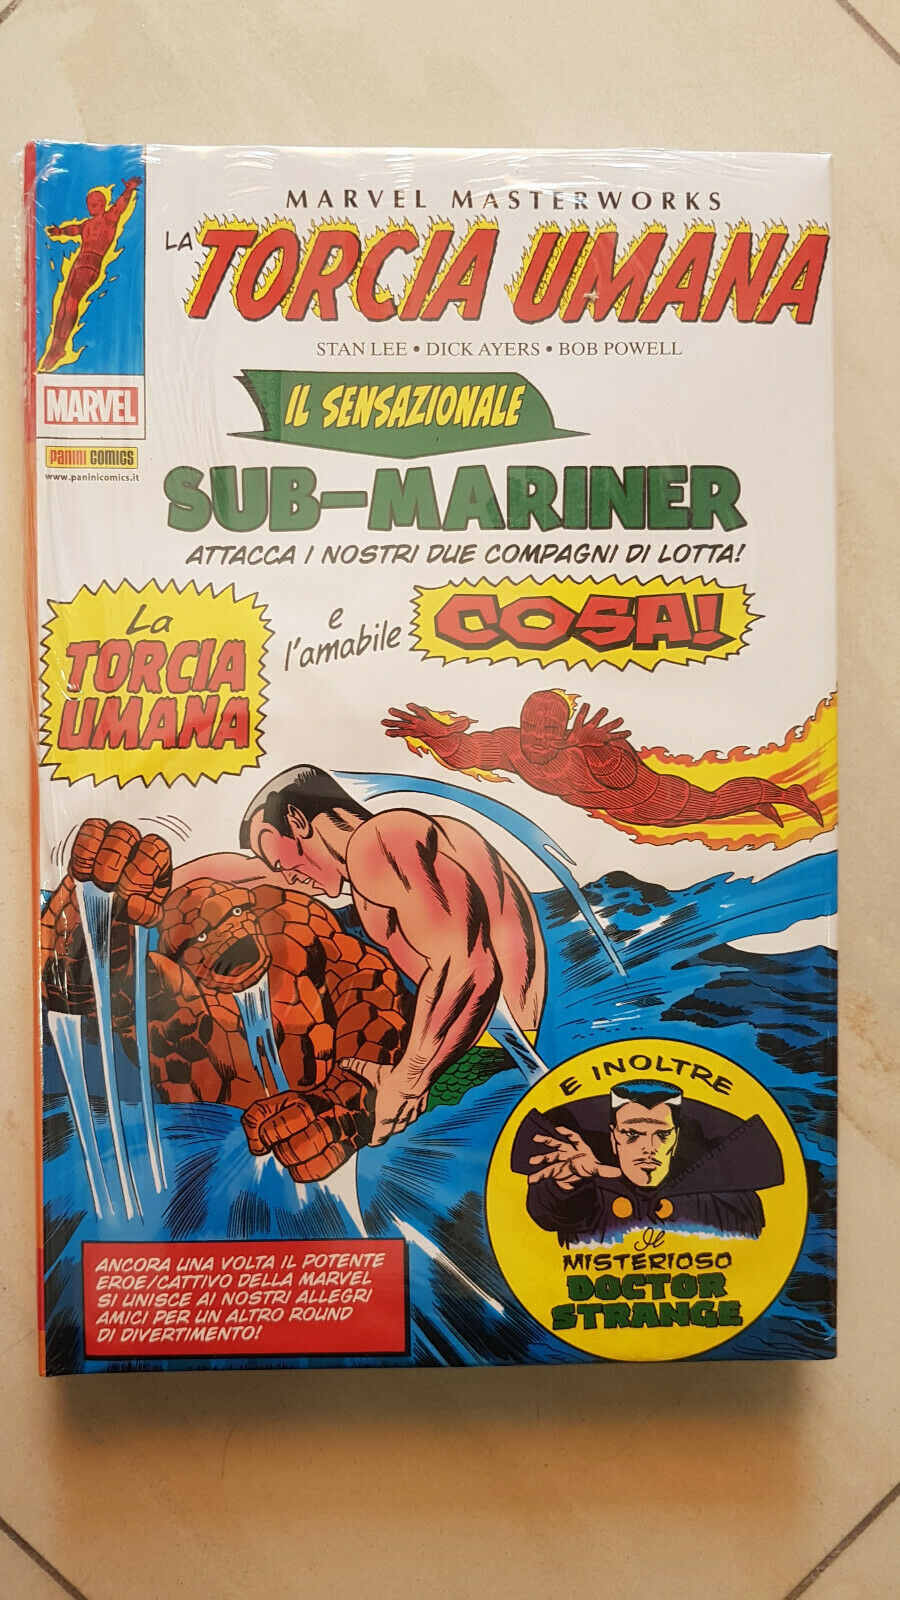 MARVEL MASTERWORKS
LA TORCIA UMANA
STAN LEE • DICK AYERS • BOB POWELL
MARVEL
PANINI COMICS
www.paninicomics.it
IL SENSAZIONALE
SUB-MARINER
ATTACCA I NOSTRI DUE COMPAGNI DI LOTTA!
La
TORCIA
UMANA
e
l'amabile
COSA!
E INOLTRE
Il
MISTERIOSO
DOCTOR
STRANGE
ANCORA UNA VOLTA IL POTENTE
EROE/CATTIVO DELLA MARVEL
SI UNISCE AI NOSTRI ALLEGRI
AMICI PER UN ALTRO ROUND
DI DIVERTIMENTO!